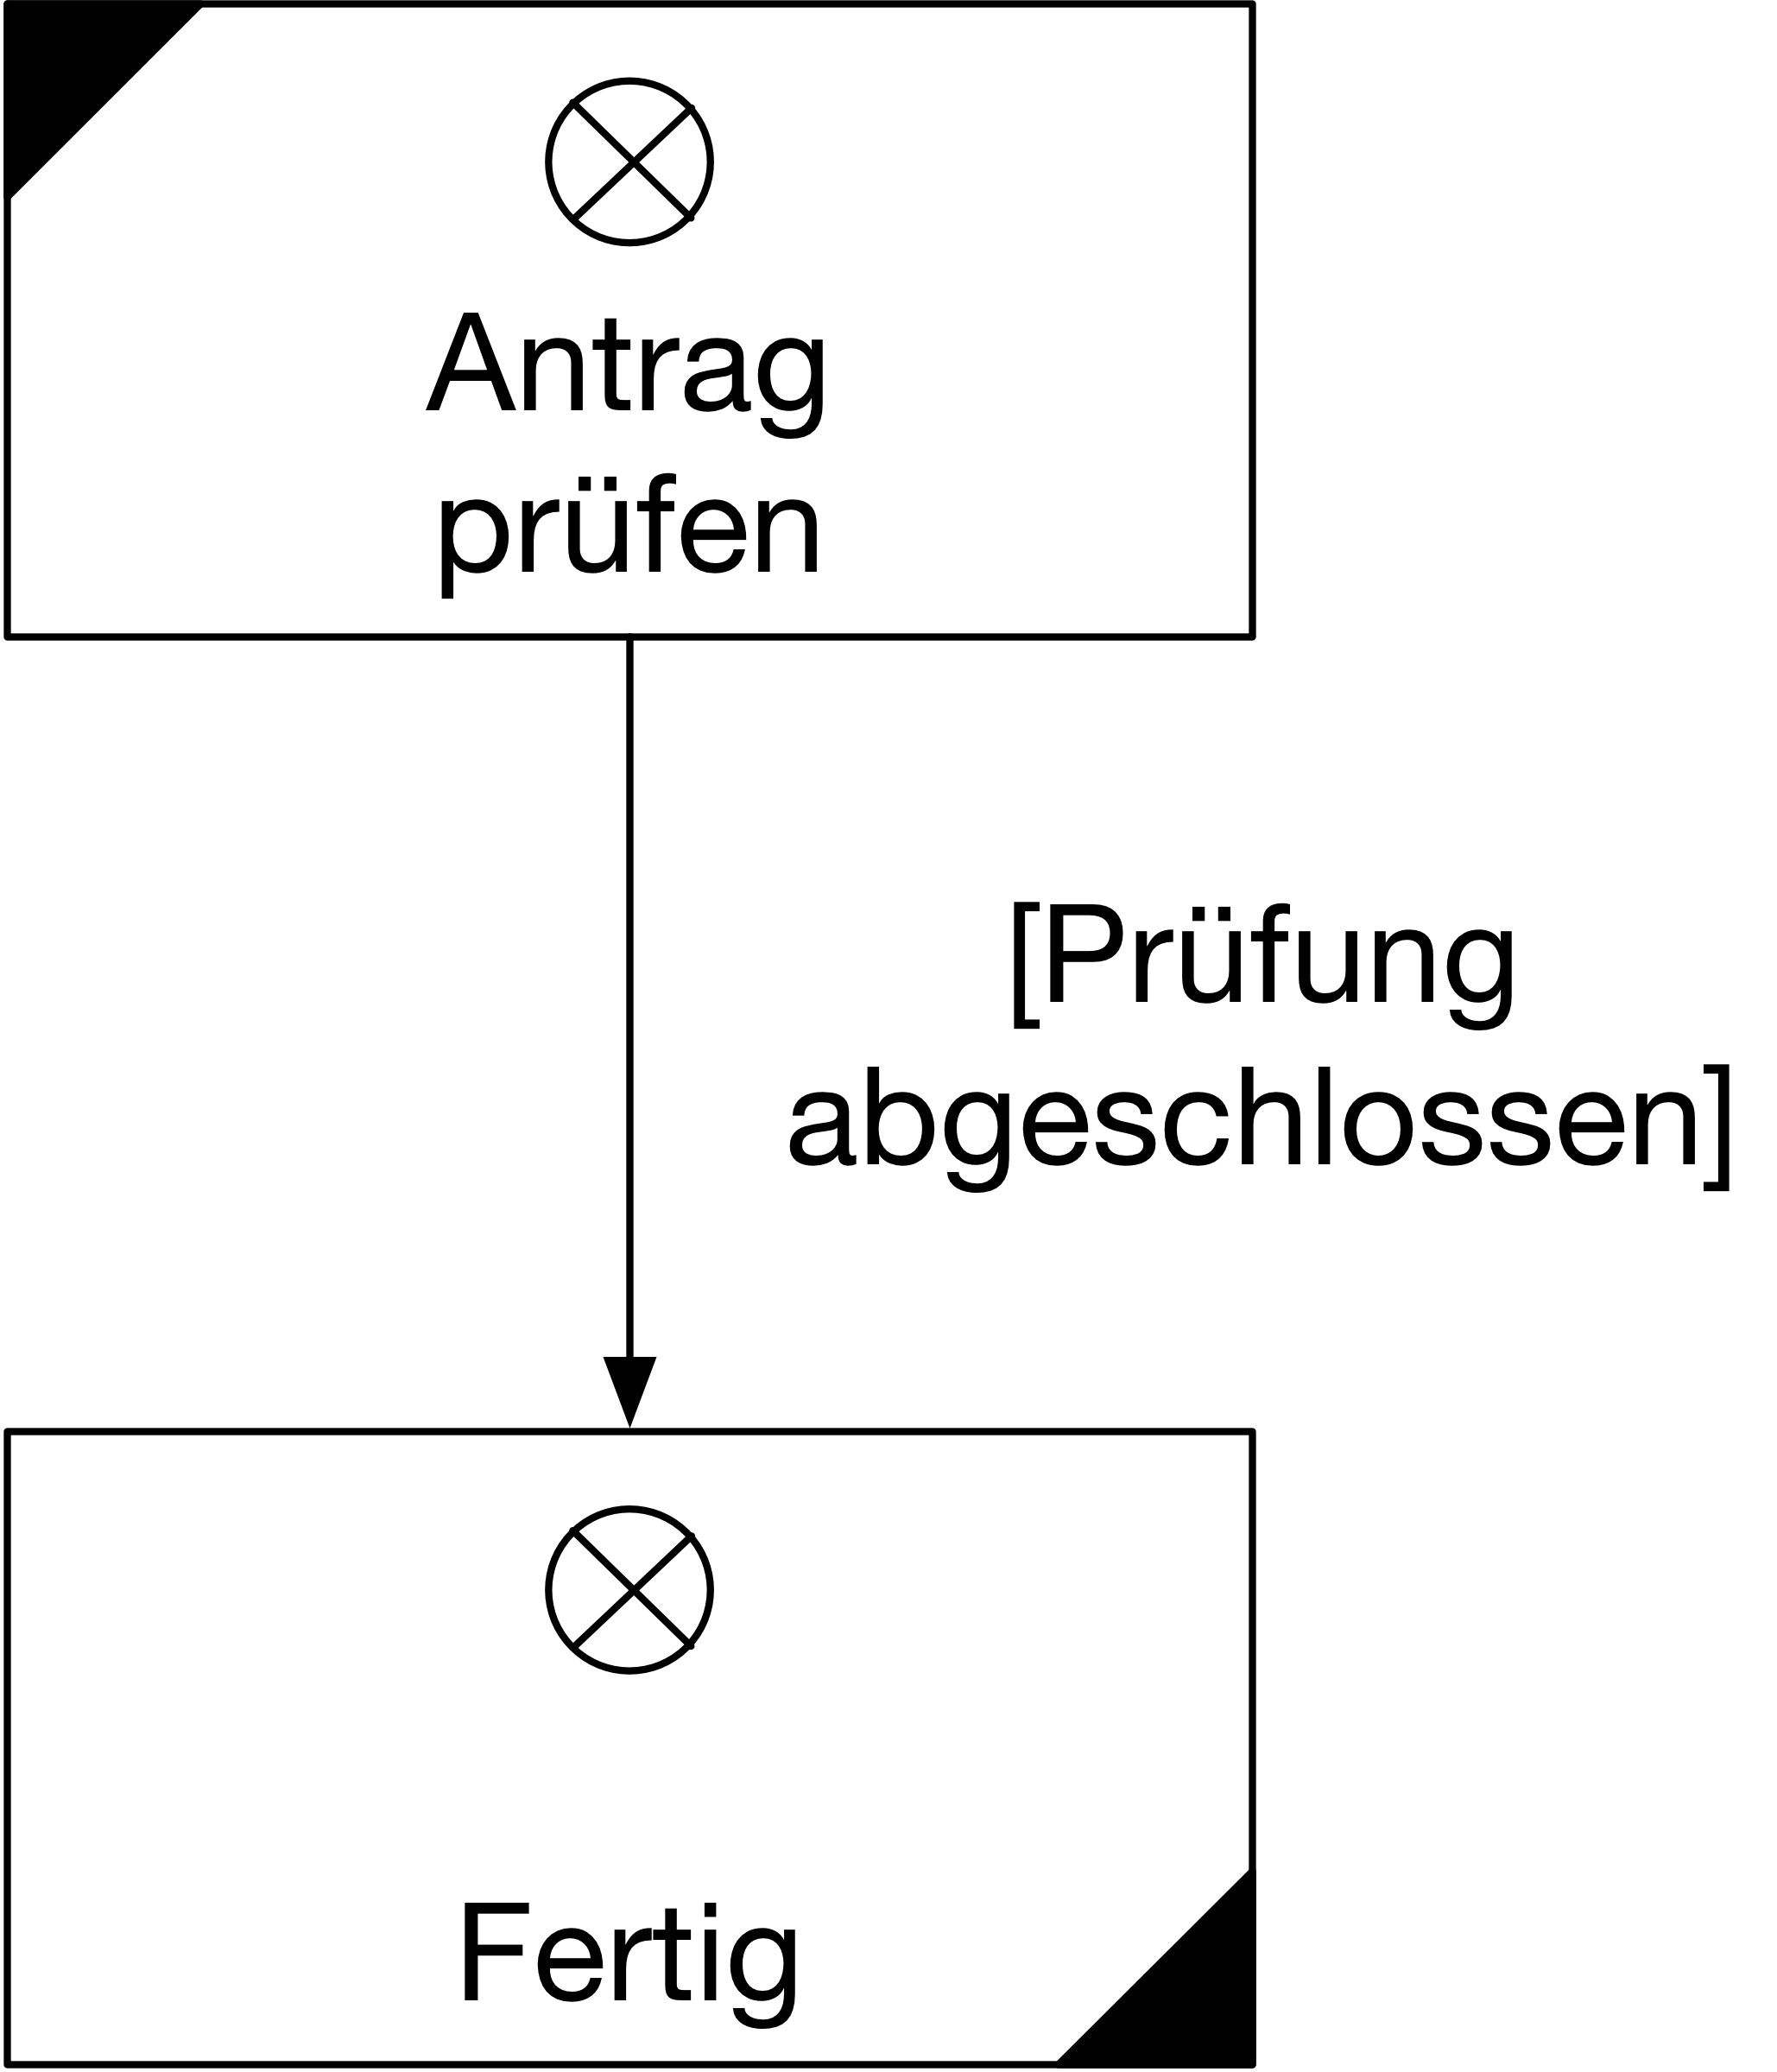 Antrag
prüfen
[Prüfung
abgeschlossen]
Fertig